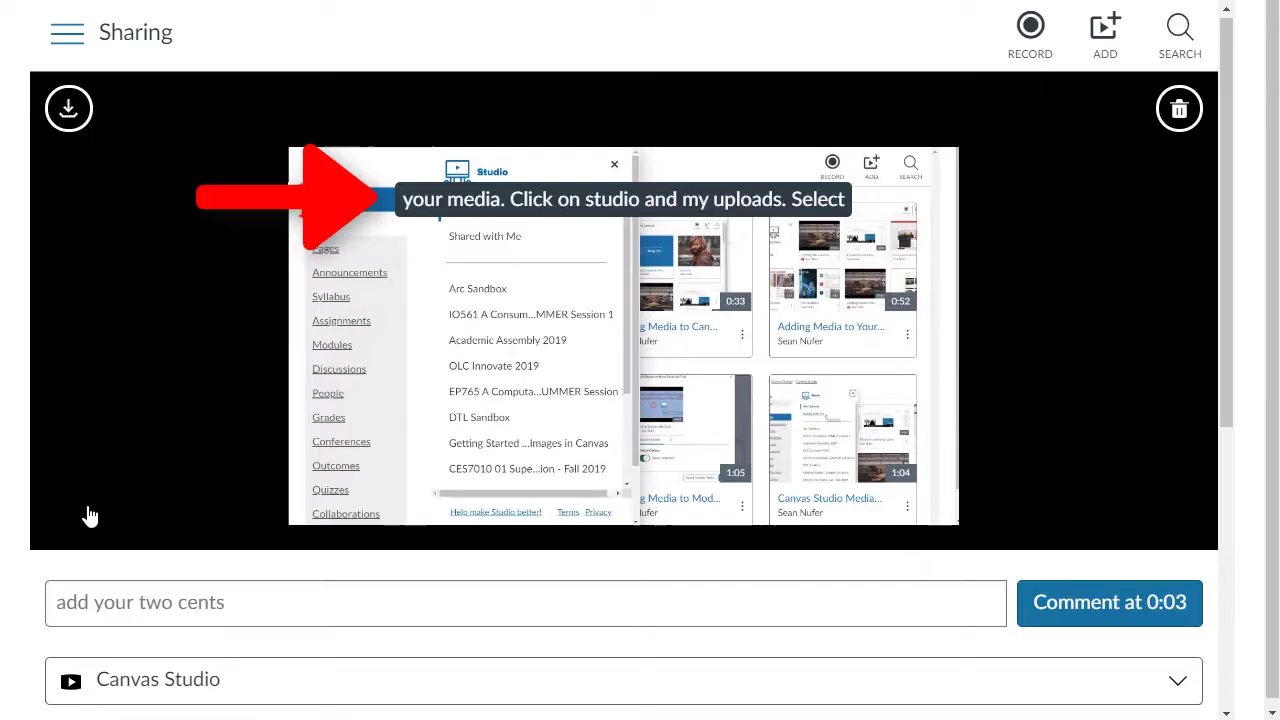 Sharing
RECORD
ADD
SEARCH
Studio
RECORD
ADD
SEARCH
your media. Click on studio and my uploads. Select
Shared with Me
Pages
Announcements
Arc Sandbox
Syllabus
IO561 A Consum...MMER Session 1
Assignments
Academic Assembly 2019
Modules
OLC Innovate 2019
Discussions
EP765 A Computa...UMMER Session
People
DTL Sandbox
Grades
Getting Started ...Images in Canvas
Conferences
CES7010 01 Supe...ion - Fall 2019
Outcomes
Quizzes
Collaborations
Help make Studio better!
Terms
Privacy
0:33
0:52
g Media to Can...
Adding Media to Your...
Nufer
Sean Nufer
1:05
1:04
g Media to Mod...
Canvas Studio Media...
ufer
Sean Nufer
add your two cents
Comment at 0:03
Canvas Studio